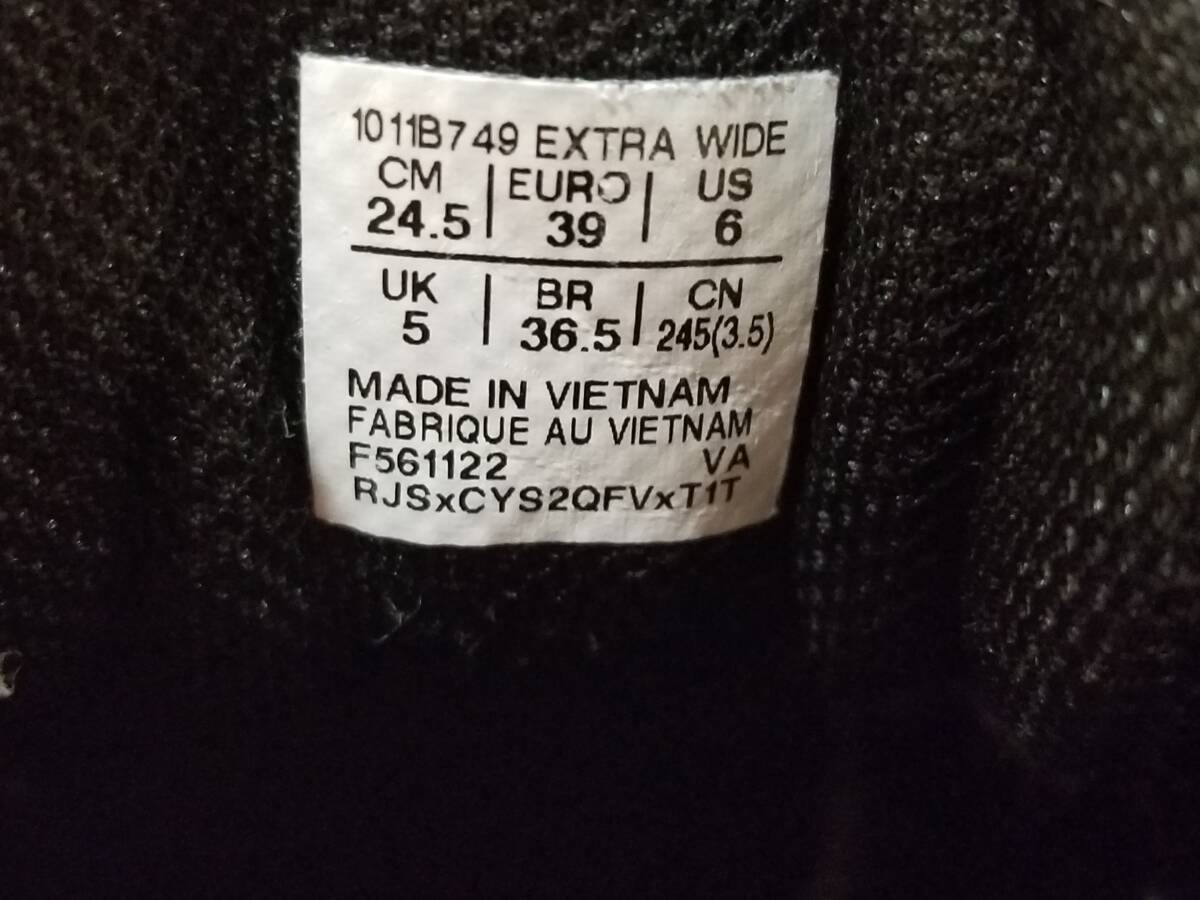 1011B749 EXTRA WIDE
CM | EURO | US
24.5 | 39 | 6
UK | BR | CN
5 | 36.5 | 245(3.5)
MADE IN VIETNAM
FABRIQUE AU VIETNAM
F561122 VA
RJSxCYS2QFVxT1T